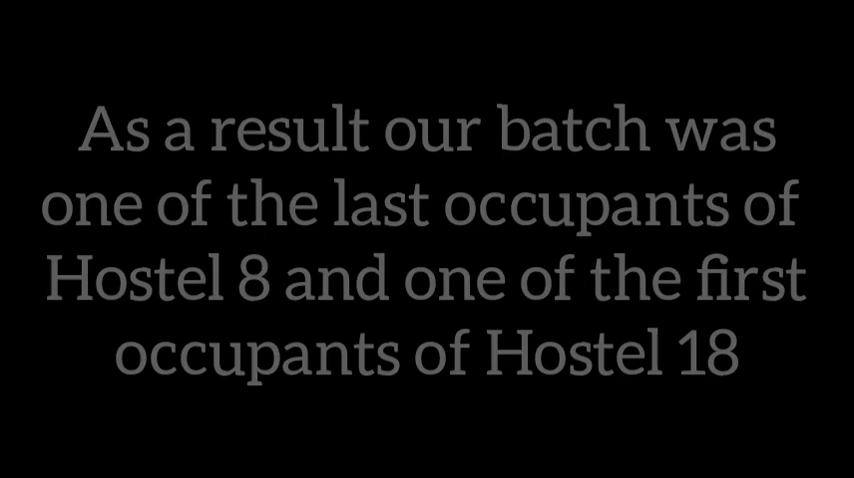 As a result our batch was
one of the last occupants of
Hostel 8 and one of the first
occupants of Hostel 18